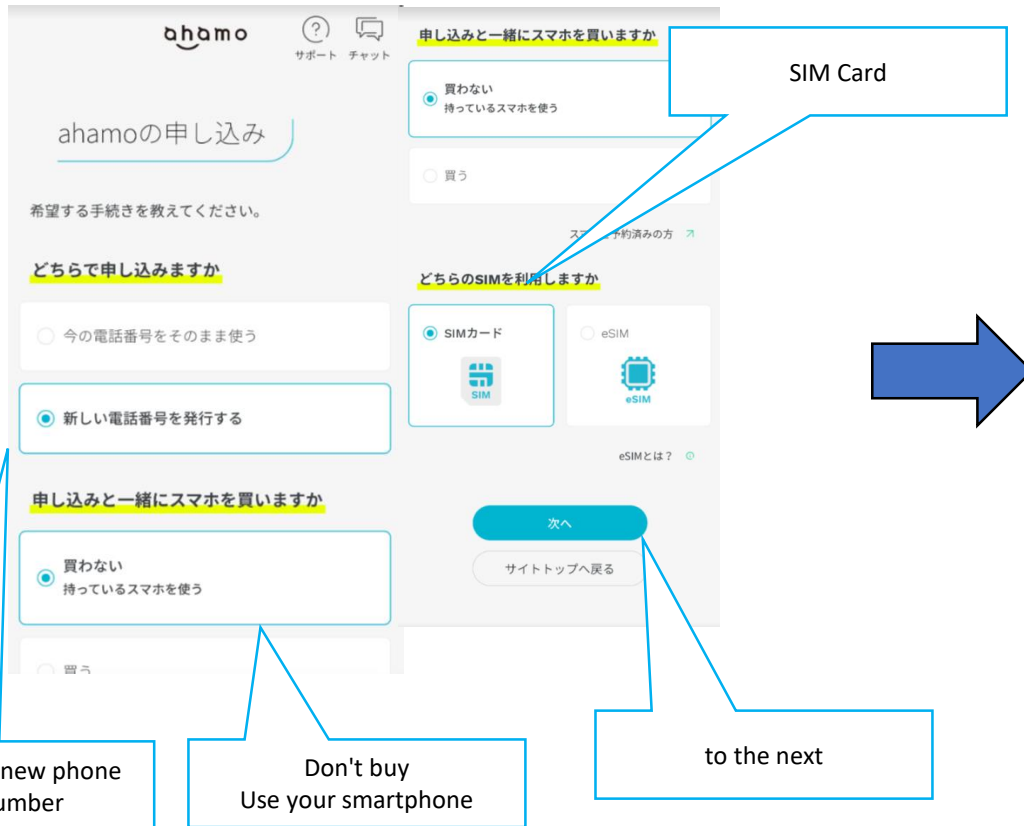 ahamo
サポート チャット
ahamoの申し込み
希望する手続きを教えてください。
どちらで申し込みますか
今の電話番号をそのまま使う
新しい電話番号を発行する
申し込みと一緒にスマホを買いますか
買わない
持っているスマホを使う
買う
申し込みと一緒にスマホを買いますか
買わない
持っているスマホを使う
買う
予約済みの方
どちらのSIMを利用しますか
SIMカード
SIM
eSIM
eSIM
eSIMとは?
次へ
サイトトップへ戻る
SIM Card
new phone
Don't buy
Use your smartphone
to the next